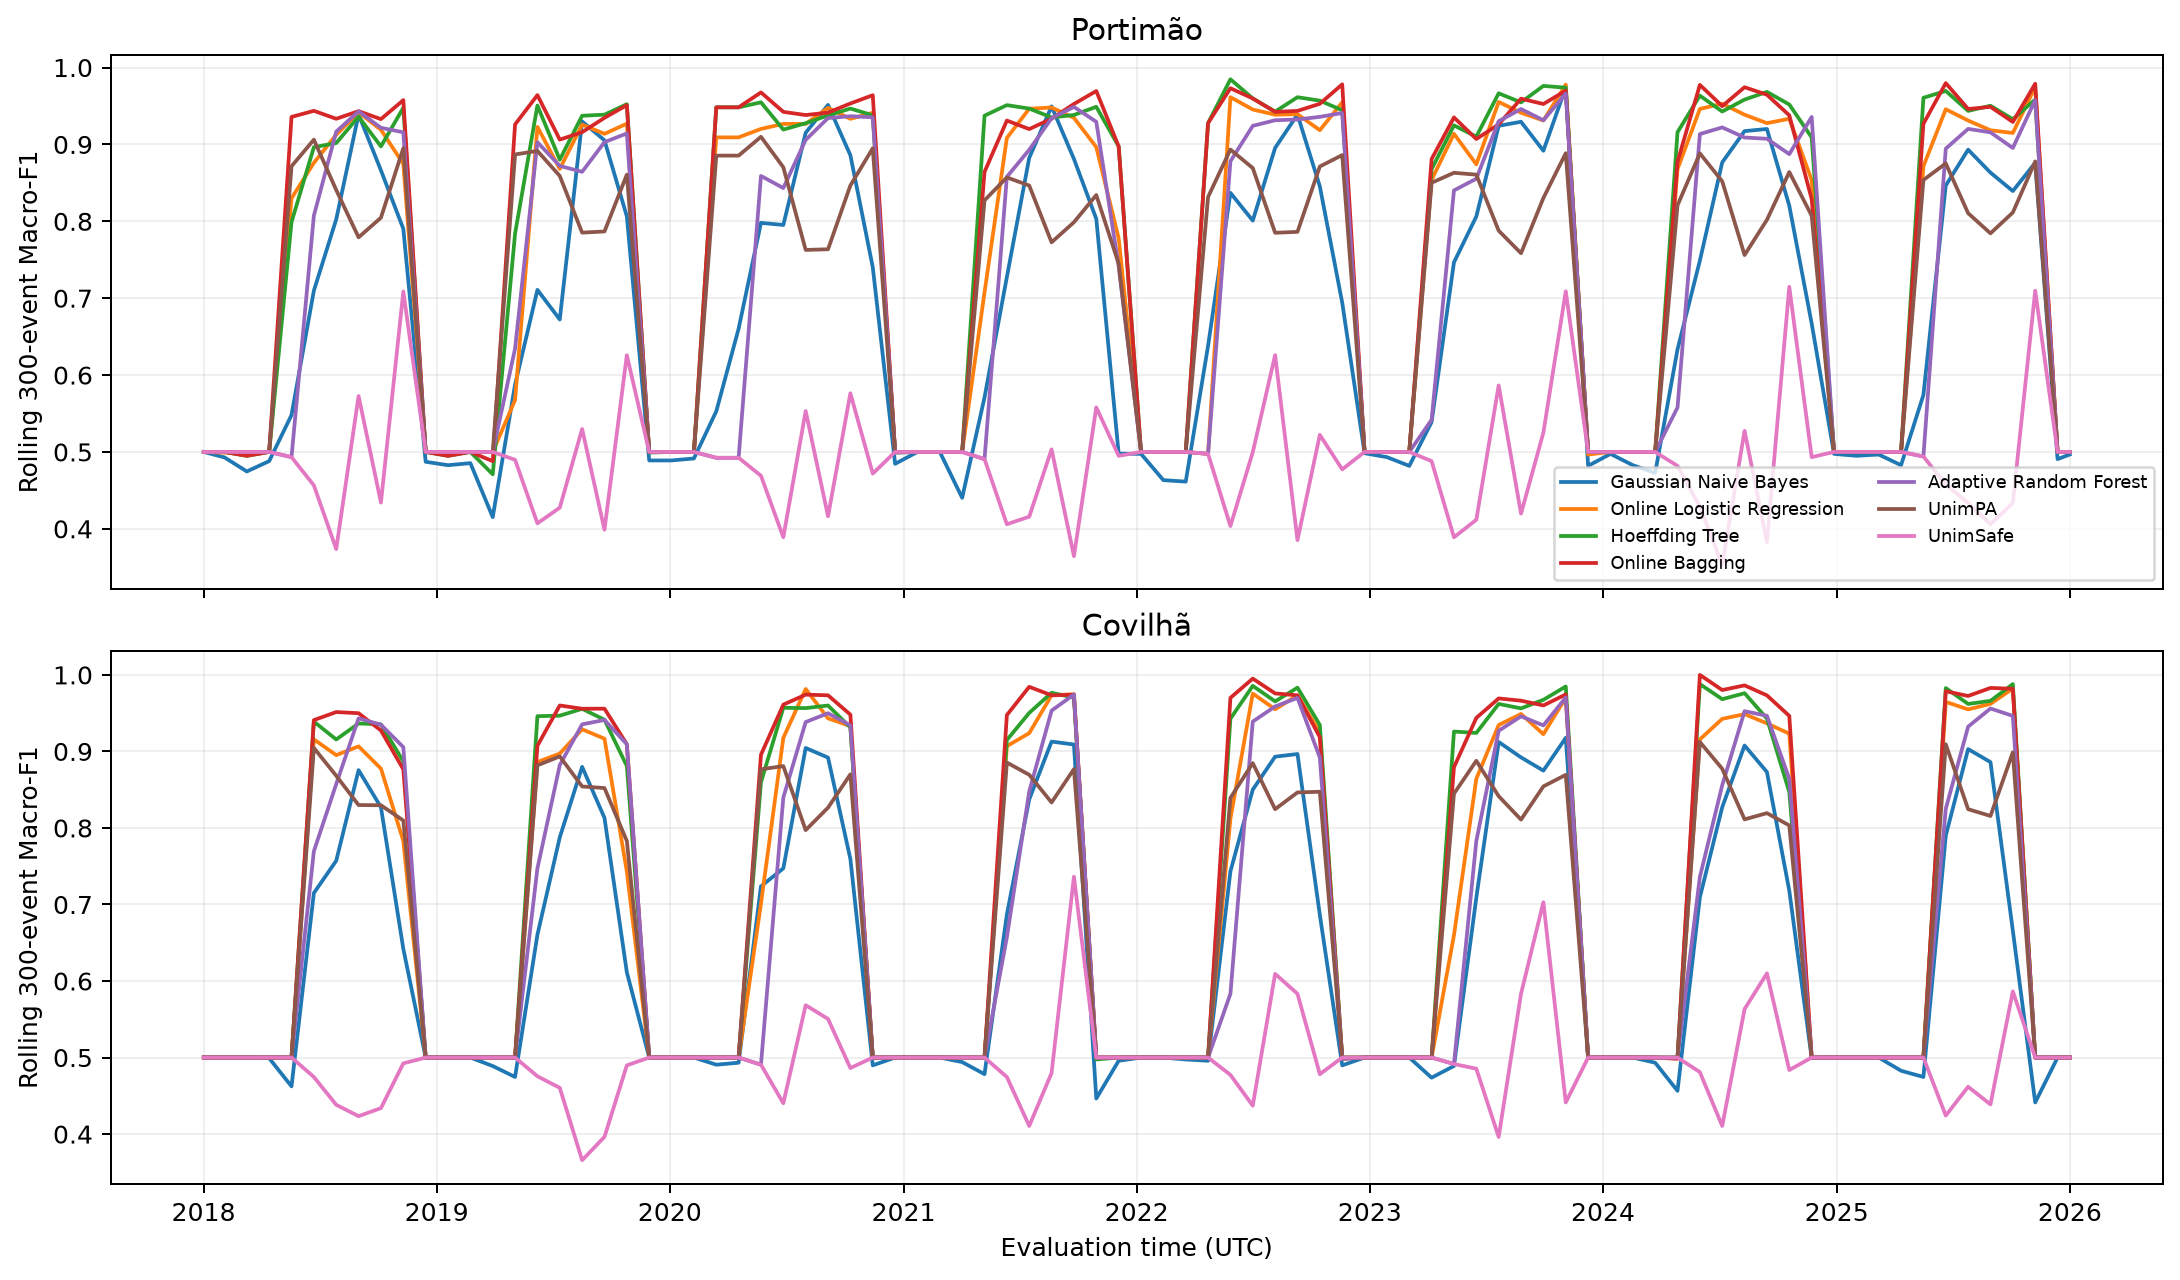 Portimão
1.0
0.9
0.8
0.7
0.6
0.5
0.4
Rolling 300-event Macro-F1
Gaussian Naive Bayes
Online Logistic Regression
Hoeffding Tree
Online Bagging
Adaptive Random Forest
UnimPA
UnimSafe
Covilhã
1.0
0.9
0.8
0.7
0.6
0.5
0.4
Rolling 300-event Macro-F1
2018 2019 2020 2021 2022 2023 2024 2025 2026
Evaluation time (UTC)